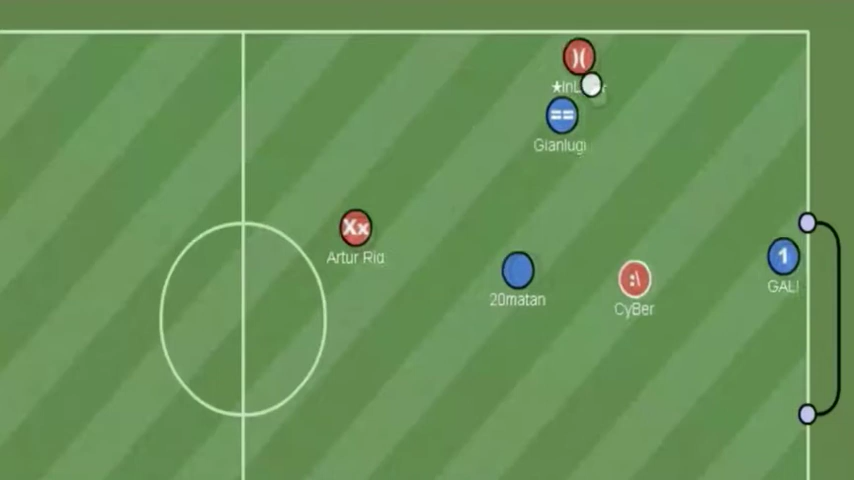 )(
==
Gianlugi
Xx
Artur Rid
20matan
:\
CyBer
1
GALI